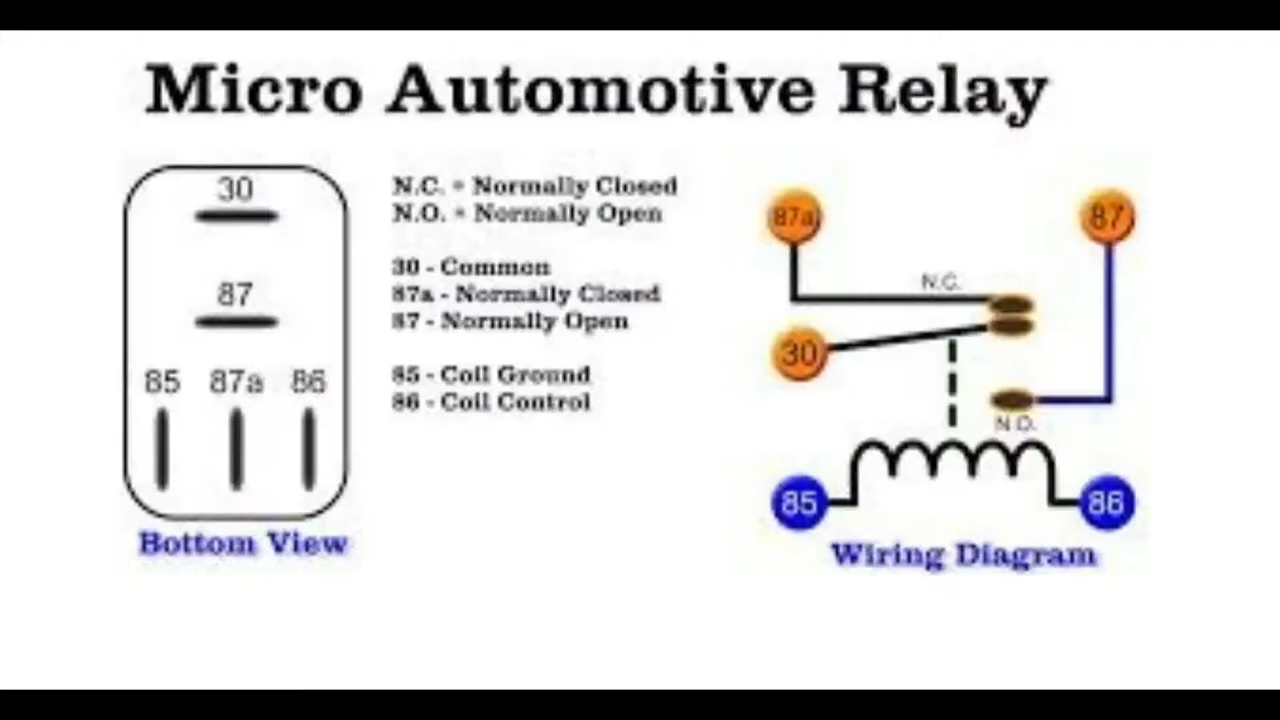 Micro Automotive Relay
30
87
85 87a 86
Bottom View
N.C. = Normally Closed
N.O. = Normally Open
30 - Common
87a - Normally Closed
87 - Normally Open
85 - Coil Ground
86 - Coil Control
87a 87
N.C.
30
N.O.
85 86
Wiring Diagram